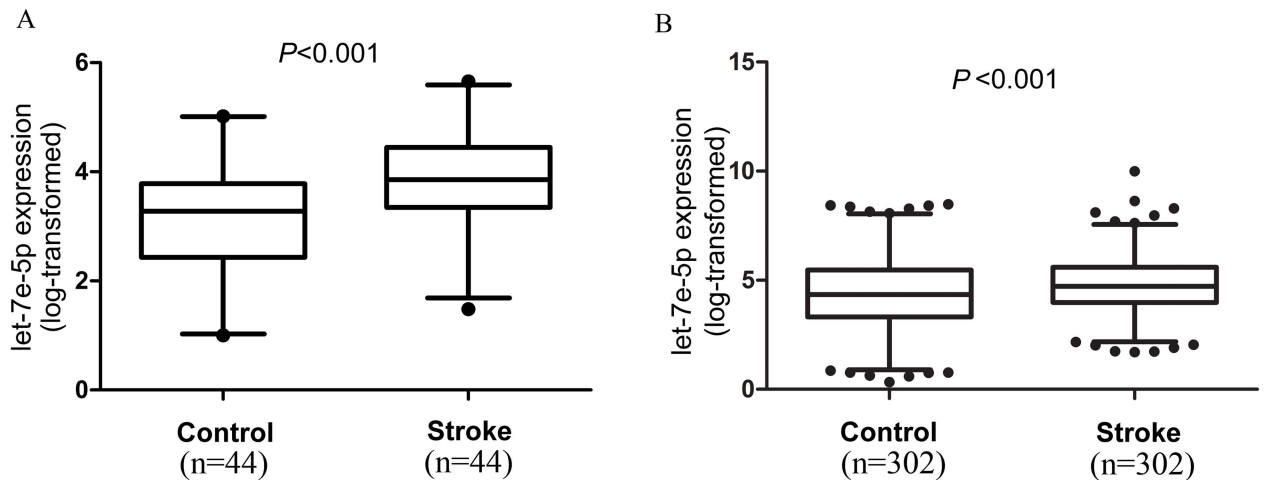 A
P<0.001
let-7e-5p expression
(log-transformed)
6
4
2
0
Control
(n=44)
Stroke
(n=44)
B
P <0.001
let-7e-5p expression
(log-transformed)
15
10
5
0
Control
(n=302)
Stroke
(n=302)